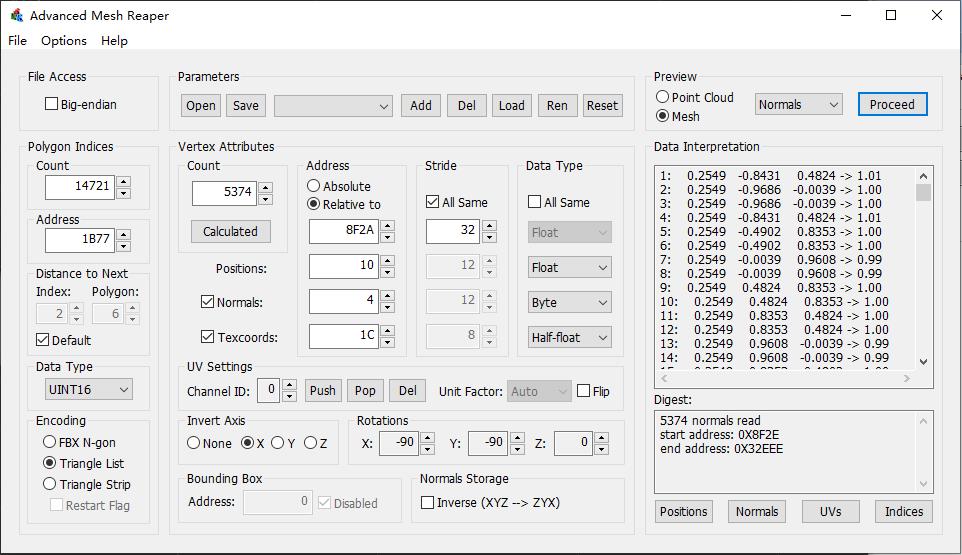 Advanced Mesh Reaper
File Options Help
File Access
Big-endian
Parameters
Open Save Add Del Load Ren Reset
Preview
Point Cloud
Mesh
Normals
Proceed
Polygon Indices
Count
14721
Address
1B77
Distance to Next
Index: Polygon:
2 6
Default
Data Type
UINT16
Encoding
FBX N-gon
Triangle List
Triangle Strip
Restart Flag
Vertex Attributes
Count
5374
Calculated
Address
Absolute
Relative to
8F2A
Stride
All Same
32
Data Type
All Same
Float
Positions: 10 12 Float
Normals: 4 12 Byte
Texcoords: 1C 8 Half-float
UV Settings
Channel ID: 0 Push Pop Del Unit Factor: Auto Flip
Invert Axis
None X Y Z
Rotations
X: -90 Y: -90 Z: 0
Bounding Box
Address: 0 Disabled
Normals Storage
Inverse (XYZ --> ZYX)
Data Interpretation
1: 0.2549 -0.8431 0.4824 -> 1.01
2: 0.2549 -0.9686 -0.0039 -> 1.00
3: 0.2549 -0.9686 -0.0039 -> 1.00
4: 0.2549 -0.8431 0.4824 -> 1.01
5: 0.2549 -0.4902 0.8353 -> 1.00
6: 0.2549 -0.4902 0.8353 -> 1.00
7: 0.2549 -0.0039 0.9608 -> 0.99
8: 0.2549 -0.0039 0.9608 -> 0.99
9: 0.2549 0.4824 0.8353 -> 1.00
10: 0.2549 0.4824 0.8353 -> 1.00
11: 0.2549 0.8353 0.4824 -> 1.00
12: 0.2549 0.8353 0.4824 -> 1.00
13: 0.2549 0.9608 -0.0039 -> 0.99
14: 0.2549 0.9608 -0.0039 -> 0.99
Digest:
5374 normals read
start address: 0X8F2E
end address: 0X32EEE
Positions Normals UVs Indices